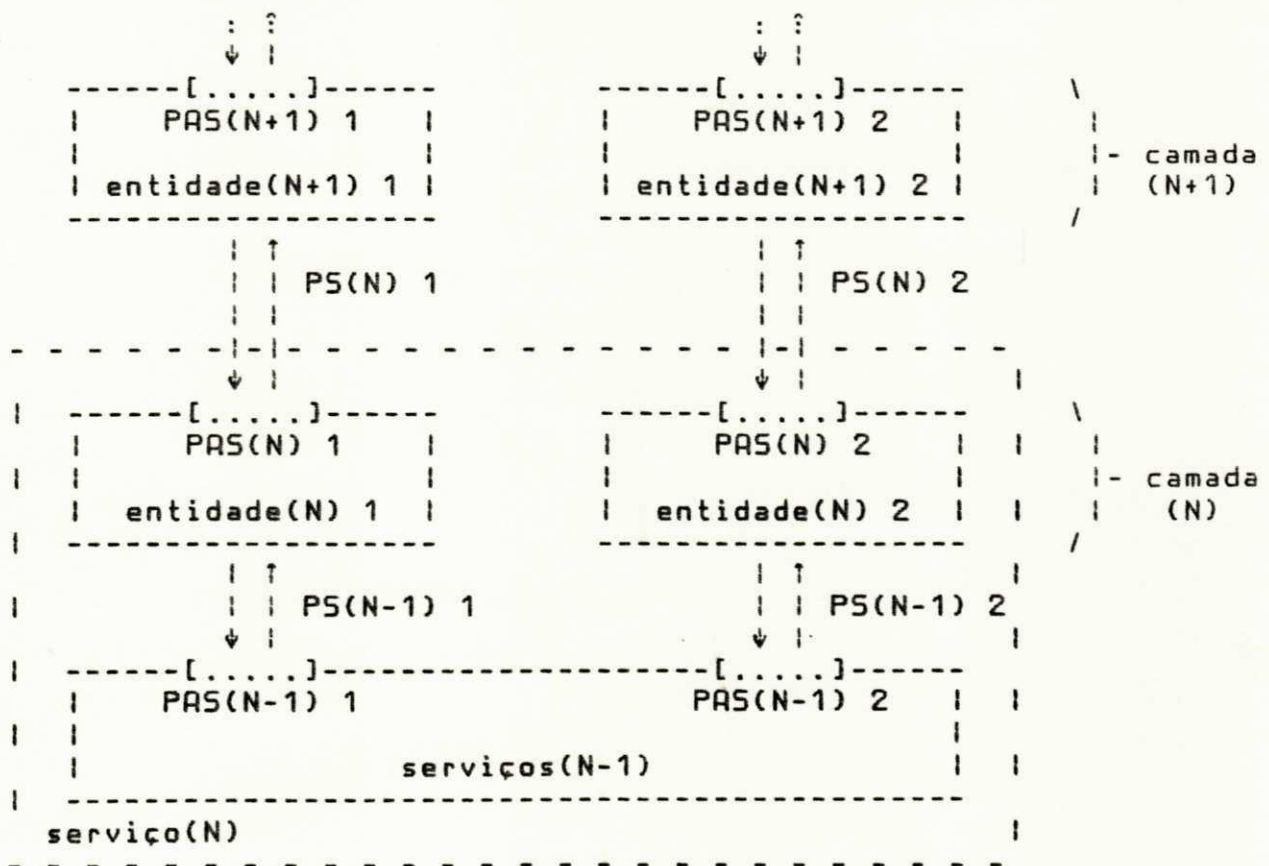 PAS(N+1) 1 PAS(N+1) 2
camada
entidade(N+1) 1 entidade(N+1) 2 (N+1)
PS(N) 1 PS(N) 2
PAS(N) 1 PAS(N) 2
camada
entidade(N) 1 entidade(N) 2 (N)
PS(N-1) 1 PS(N-1) 2
PAS(N-1) 1 PAS(N-1) 2
serviços(N-1)
serviço(N)